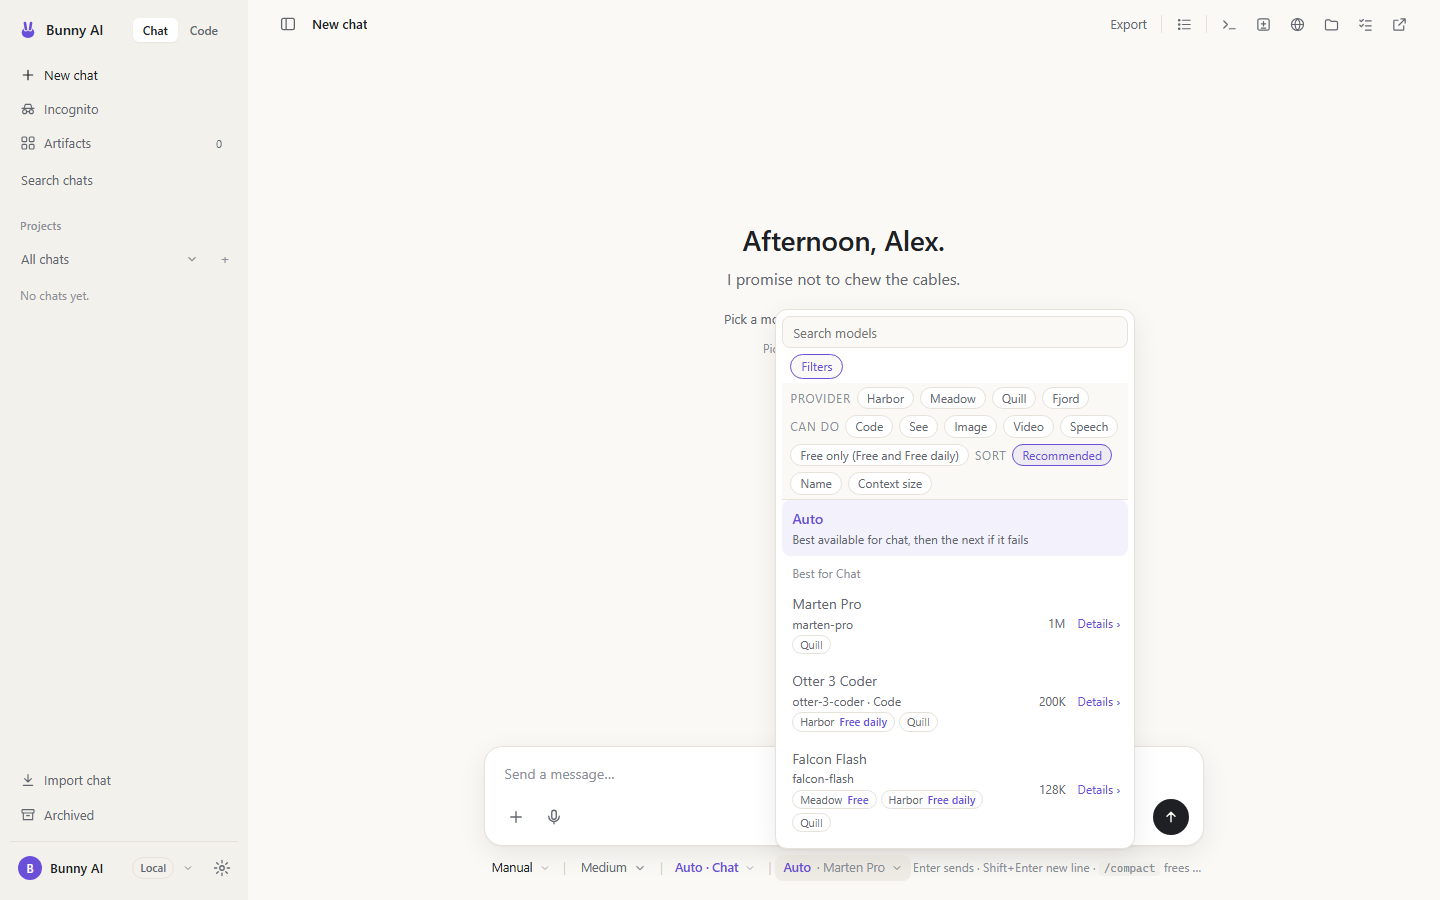 Bunny AI
Chat
Code
New chat
Incognito
Artifacts
0
Search chats
Projects
All chats
+
No chats yet.
Import chat
Archived
B
Bunny AI
Local
New chat
Export
Afternoon, Alex.
I promise not to chew the cables.
Pick a mo
Pic
Search models
Filters
PROVIDER Harbor Meadow Quill Fjord
CAN DO Code See Image Video Speech
Free only (Free and Free daily) SORT Recommended
Name Context size
Auto
Best available for chat, then the next if it fails
Best for Chat
Marten Pro
marten-pro
1M Details ›
Quill
Otter 3 Coder
otter-3-coder · Code
200K Details ›
Harbor Free daily Quill
Falcon Flash
falcon-flash
128K Details ›
Meadow Free Harbor Free daily
Quill
Send a message...
Manual | Medium | Auto · Chat | Auto · Marten Pro Enter sends · Shift+Enter new line · /compact frees ...